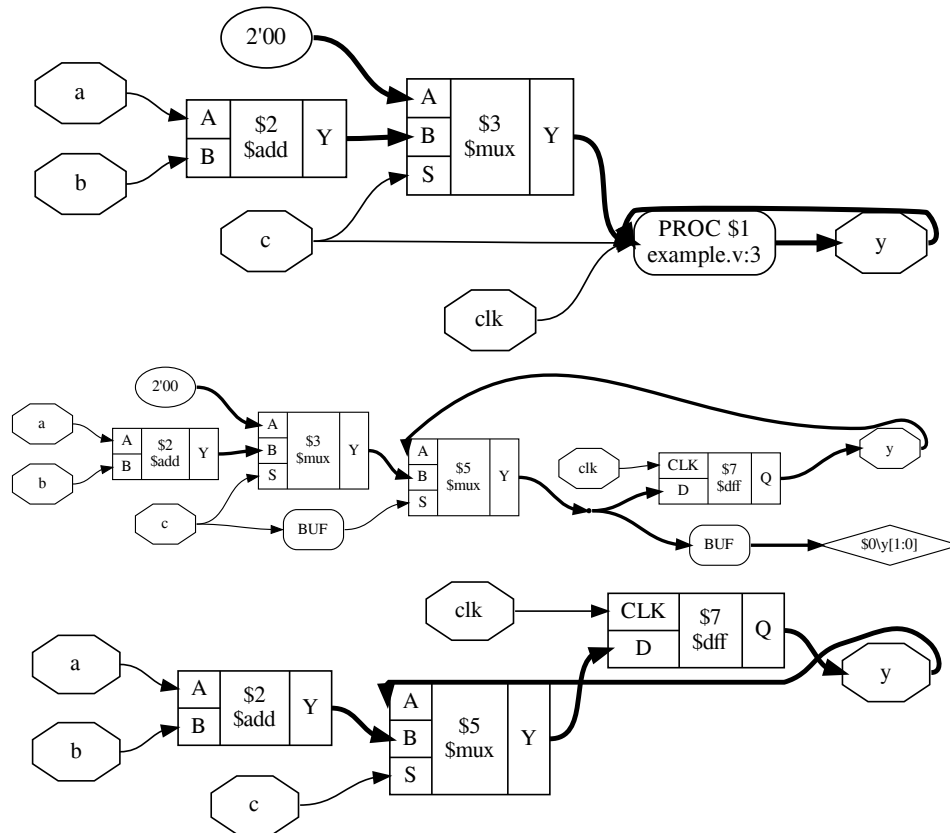 2'00
a
A
$2
$add
Y
B
b
A
B
S
$3
$mux
Y
c
clk
PROC $1
example.v:3
y
2'00
a
b
A
B
$2
$add
Y
A
B
S
$3
$mux
Y
c
BUF
A
B
S
$5
$mux
Y
clk
CLK
D
$7
$dff
Q
y
BUF
$0\y[1:0]
clk
CLK
D
$7
$dff
Q
y
a
b
A
B
$2
$add
Y
A
B
S
$5
$mux
Y
c